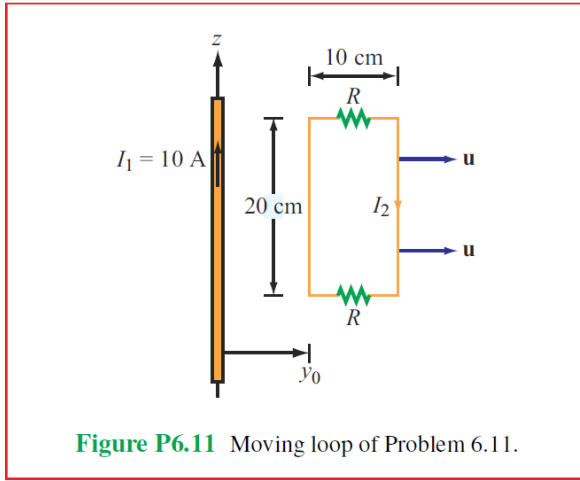 z
10 cm
R
I₁ = 10 A
u
20 cm
I₂
u
R
y₀
Figure P6.11 Moving loop of Problem 6.11.